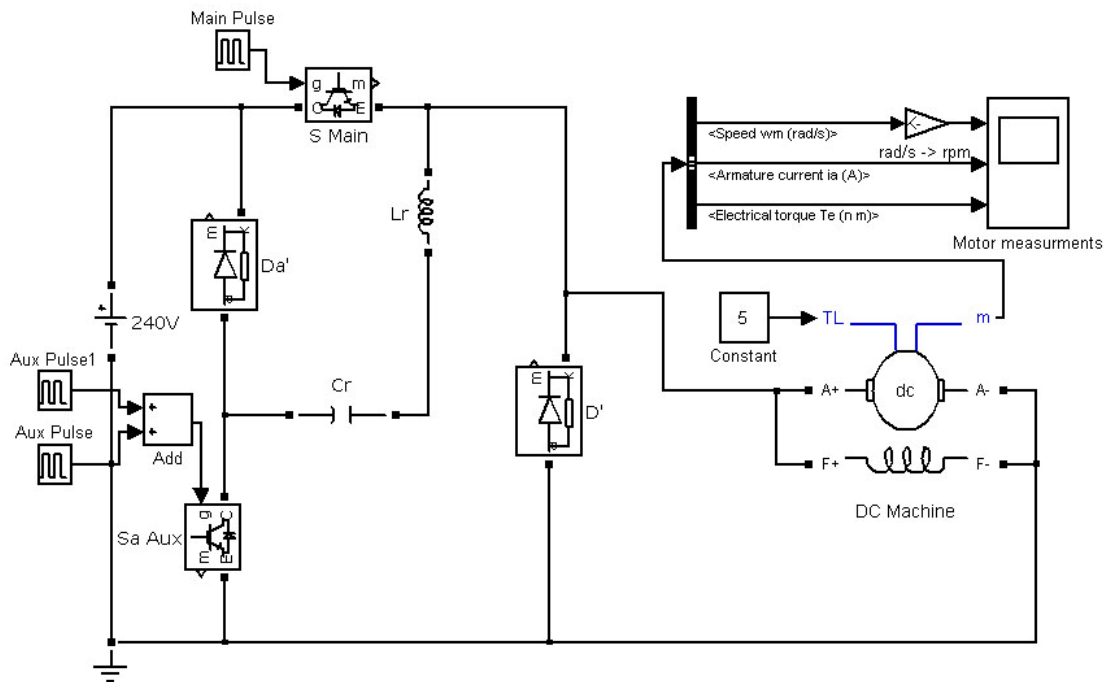 Main Pulse
g
m
C
E
S Main
<Speed wm (rad/s)>
K-
rad/s -> rpm
<Armature current ia (A)>
<Electrical torque Te (n m)>
Motor measurments
Lr
m
k
Da'
240V
5
Constant
TL
m
Aux Pulse1
Aux Pulse
Add
Cr
m
k
D'
A+
dc
A-
F+
F-
DC Machine
g
C
m
E
Sa Aux